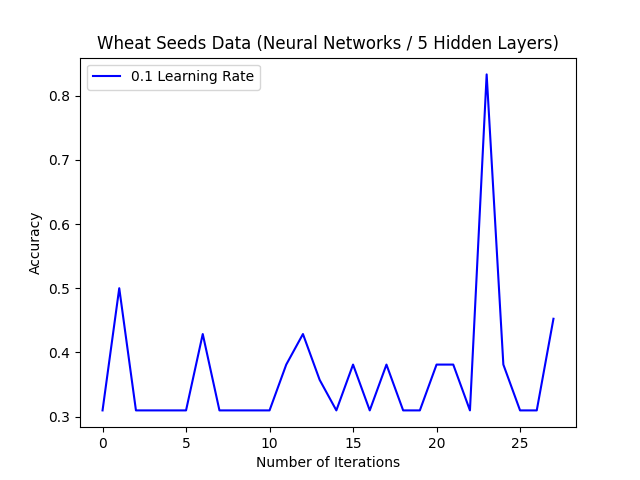 Wheat Seeds Data (Neural Networks / 5 Hidden Layers)
0.1 Learning Rate
Accuracy
0.8
0.7
0.6
0.5
0.4
0.3
0 5 10 15 20 25
Number of Iterations